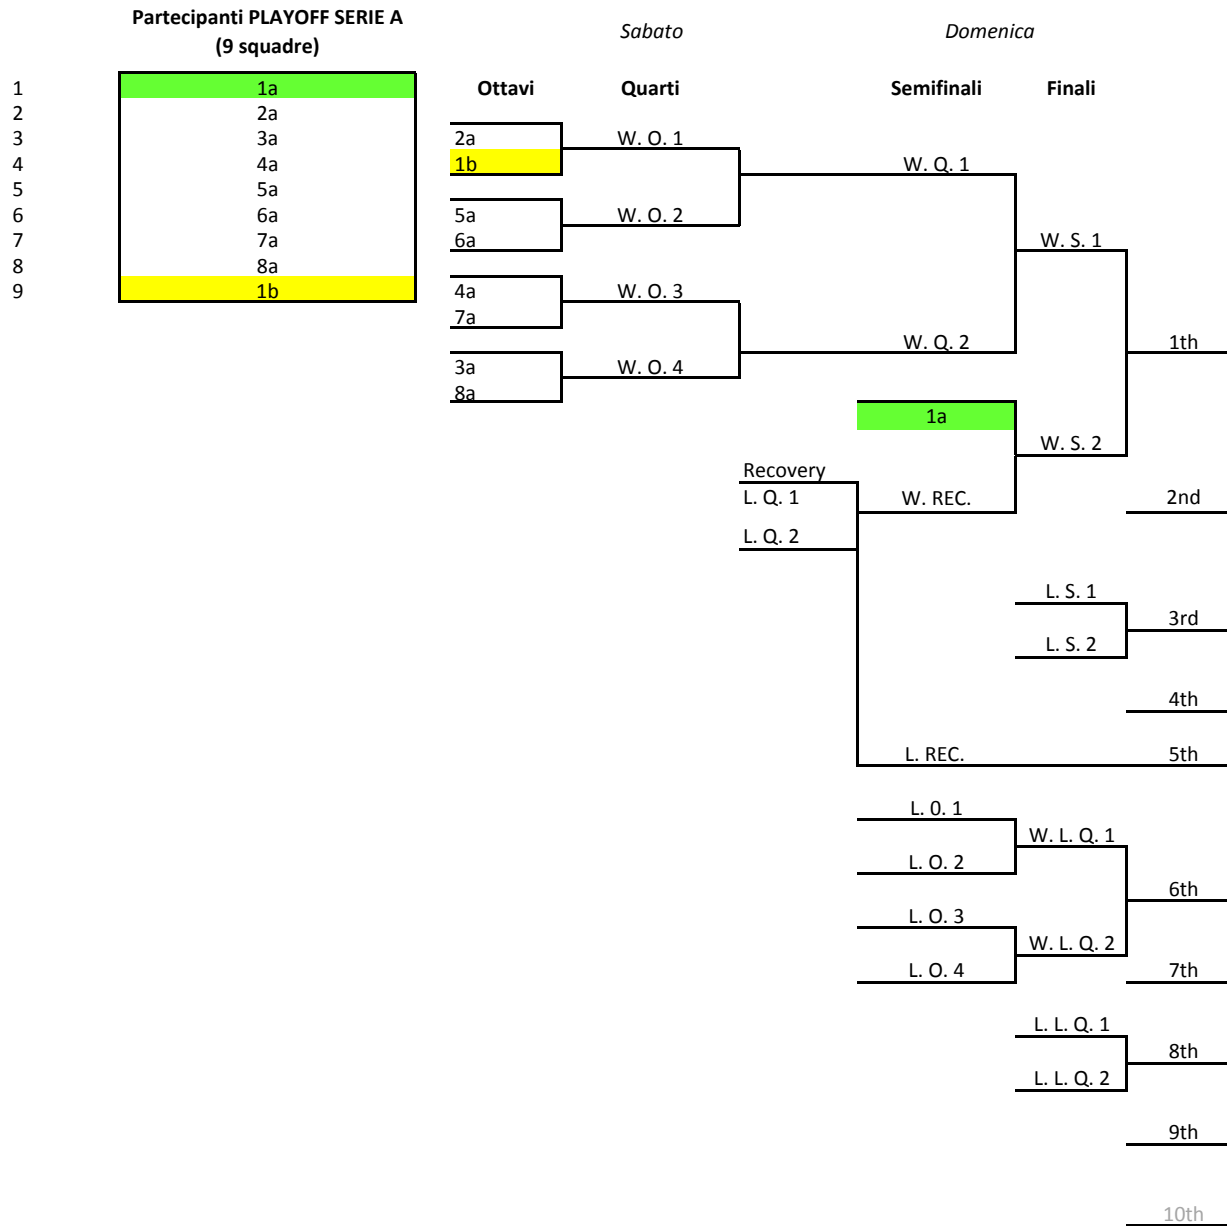 Partecipanti PLAYOFF SERIE A
(9 squadre)
Sabato
Domenica
Ottavi
Quarti
Semifinali
Finali
1 1a
2 2a
3 3a
4 4a
5 5a
6 6a
7 7a
8 8a
9 1b
2a
1b
5a
6a
4a
7a
3a
8a
W. O. 1
W. O. 2
W. O. 3
W. O. 4
W. Q. 1
W. Q. 2
1a
Recovery
L. Q. 1
L. Q. 2
W. REC.
L. REC.
W. S. 1
W. S. 2
L. S. 1
L. S. 2
L. 0. 1
L. O. 2
L. O. 3
L. O. 4
W. L. Q. 1
W. L. Q. 2
L. L. Q. 1
L. L. Q. 2
1th
2nd
3rd
4th
5th
6th
7th
8th
9th
10th